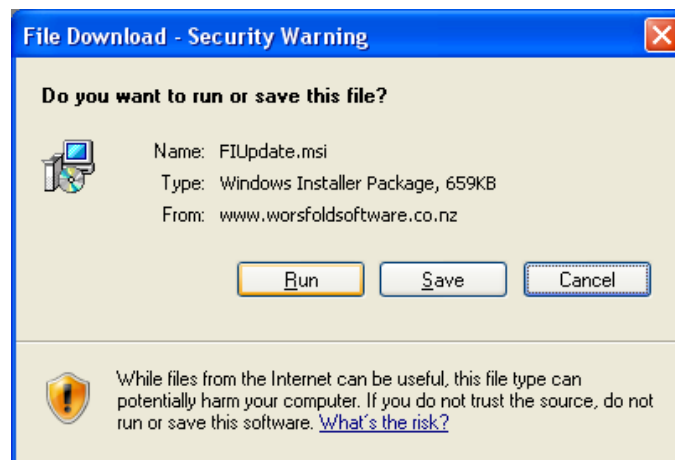 File Download - Security Warning
Do you want to run or save this file?
Name: FIUpdate.msi
Type: Windows Installer Package, 659KB
From: www.worsfoldsoftware.co.nz
Run Save Cancel
While files from the Internet can be useful, this file type can
potentially harm your computer. If you do not trust the source, do not
run or save this software. What's the risk?